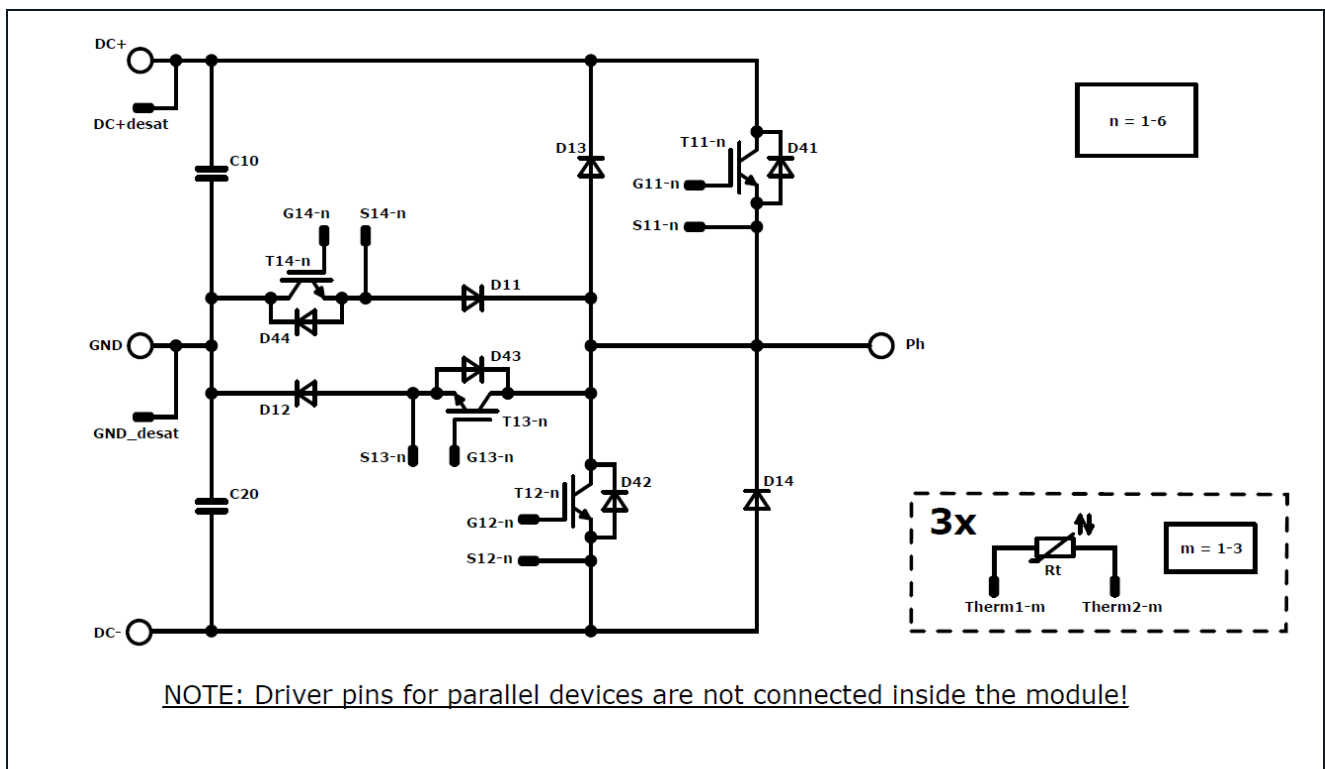 DC+
DC+desat
C10
D13
T11-n
D41
n = 1-6
G11-n
S11-n
G14-n
S14-n
T14-n
D11
D44
GND
Ph
D43
D12
T13-n
GND_desat
S13-n
G13-n
C20
T12-n
D42
D14
G12-n
S12-n
3x
m = 1-3
Rt
Therm1-m
Therm2-m
DC-
NOTE: Driver pins for parallel devices are not connected inside the module!